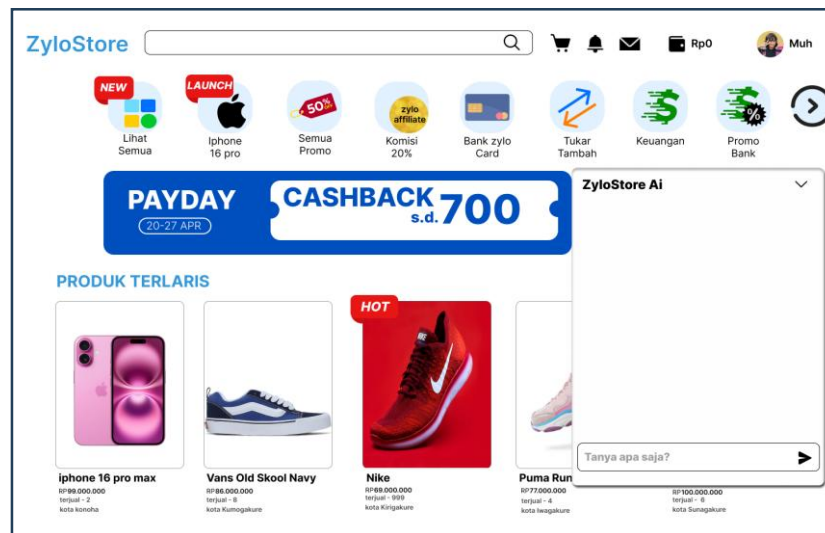 ZyloStore
Rp0
Muh
NEW
Lihat
Semua
LAUNCH
Iphone
16 pro
50%
Semua
Promo
zylo
affiliate
Komisi
20%
Bank zylo
Card
Tukar
Tambah
Keuangan
%
Promo
Bank
PAYDAY
20-27 APR
CASHBACK
s.d. 700
ZyloStore Ai
Tanya apa saja?
PRODUK TERLARIS
HOT
iphone 16 pro max
RP99.000.000
terjual - 2
kota konoha
Vans Old Skool Navy
RP86.000.000
terjual - 8
kota Kumogakure
Nike
RP69.000.000
terjual - 999
kota Kirigakure
Puma Run
RP77.000.000
terjual - 4
kota Iwagakure
RP100.000.000
terjual - 6
kota Sunagakure